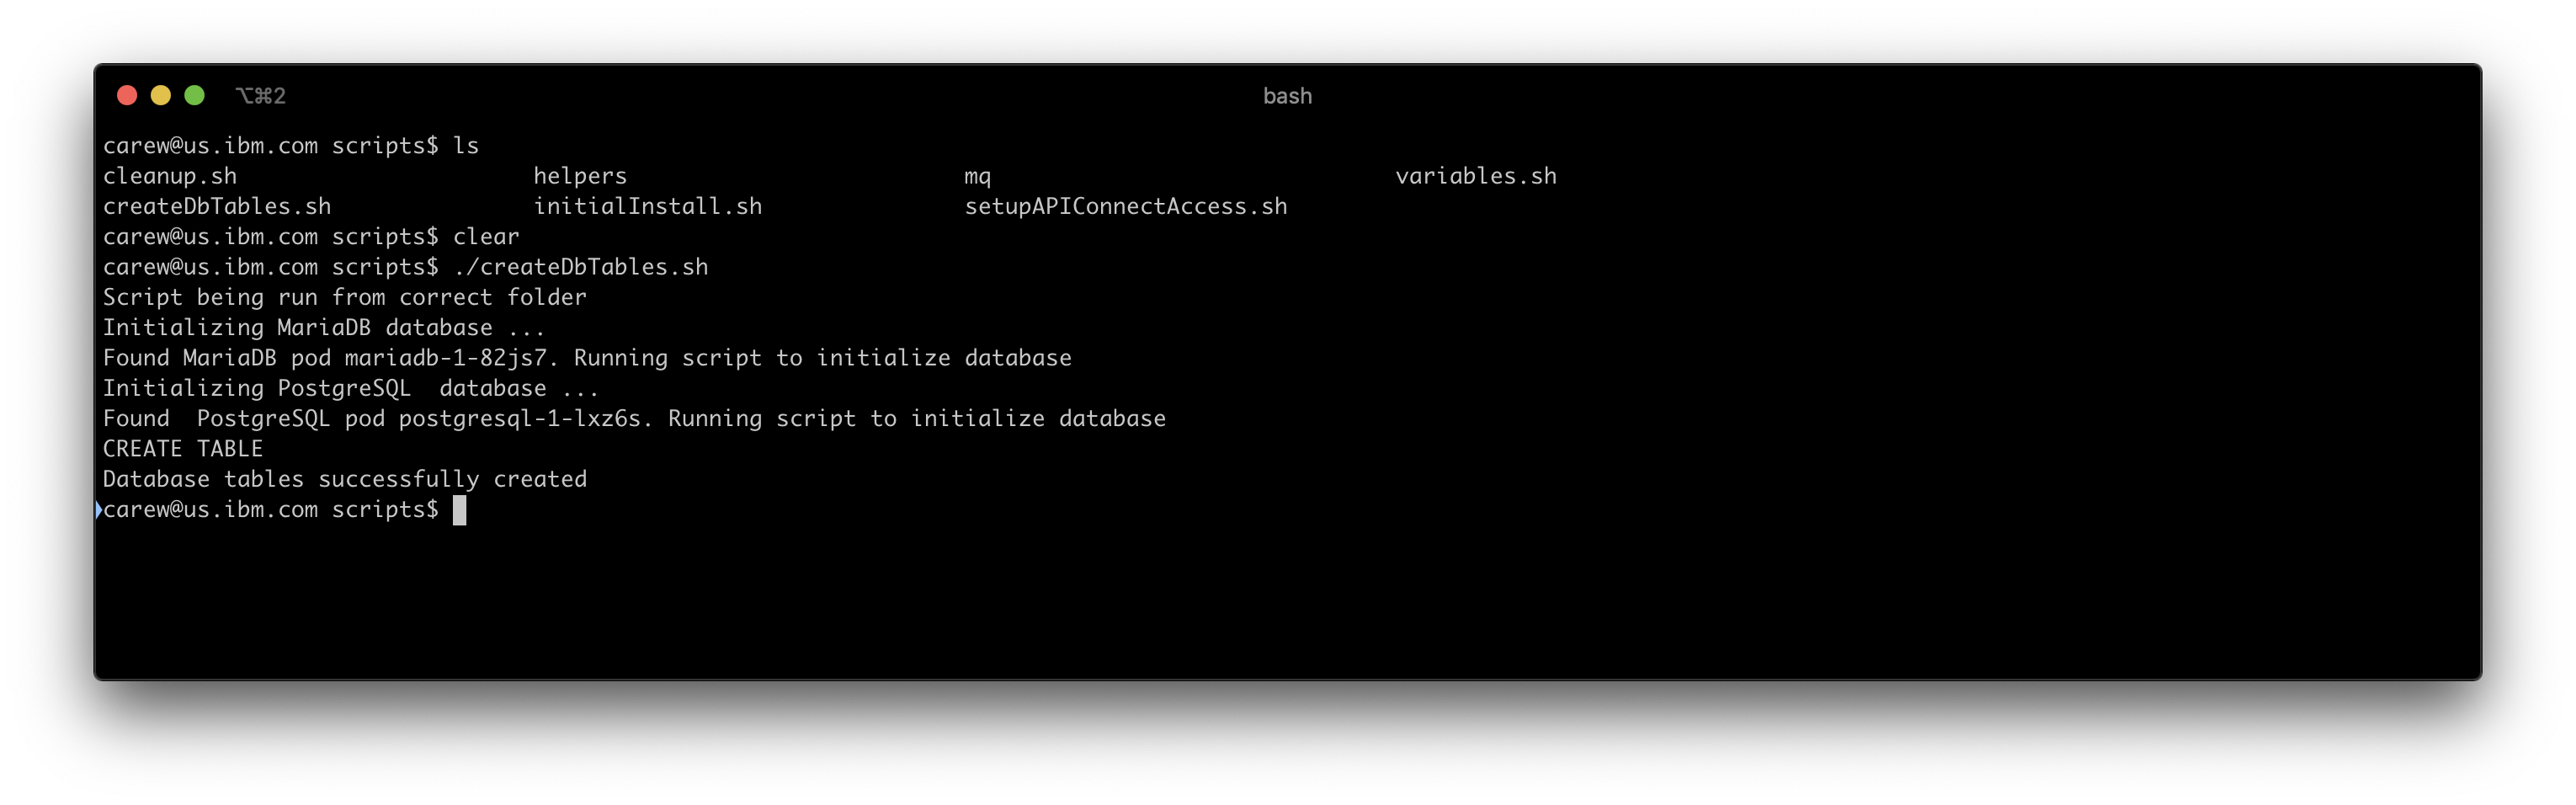 ⌥⌘2 bash
carew@us.ibm.com scripts$ ls
cleanup.sh helpers mq variables.sh
createDbTables.sh initialInstall.sh setupAPIConnectAccess.sh
carew@us.ibm.com scripts$ clear
carew@us.ibm.com scripts$ ./createDbTables.sh
Script being run from correct folder
Initializing MariaDB database ...
Found MariaDB pod mariadb-1-82js7. Running script to initialize database
Initializing PostgreSQL  database ...
Found  PostgreSQL pod postgresql-1-lxz6s. Running script to initialize database
CREATE TABLE
Database tables successfully created
carew@us.ibm.com scripts$